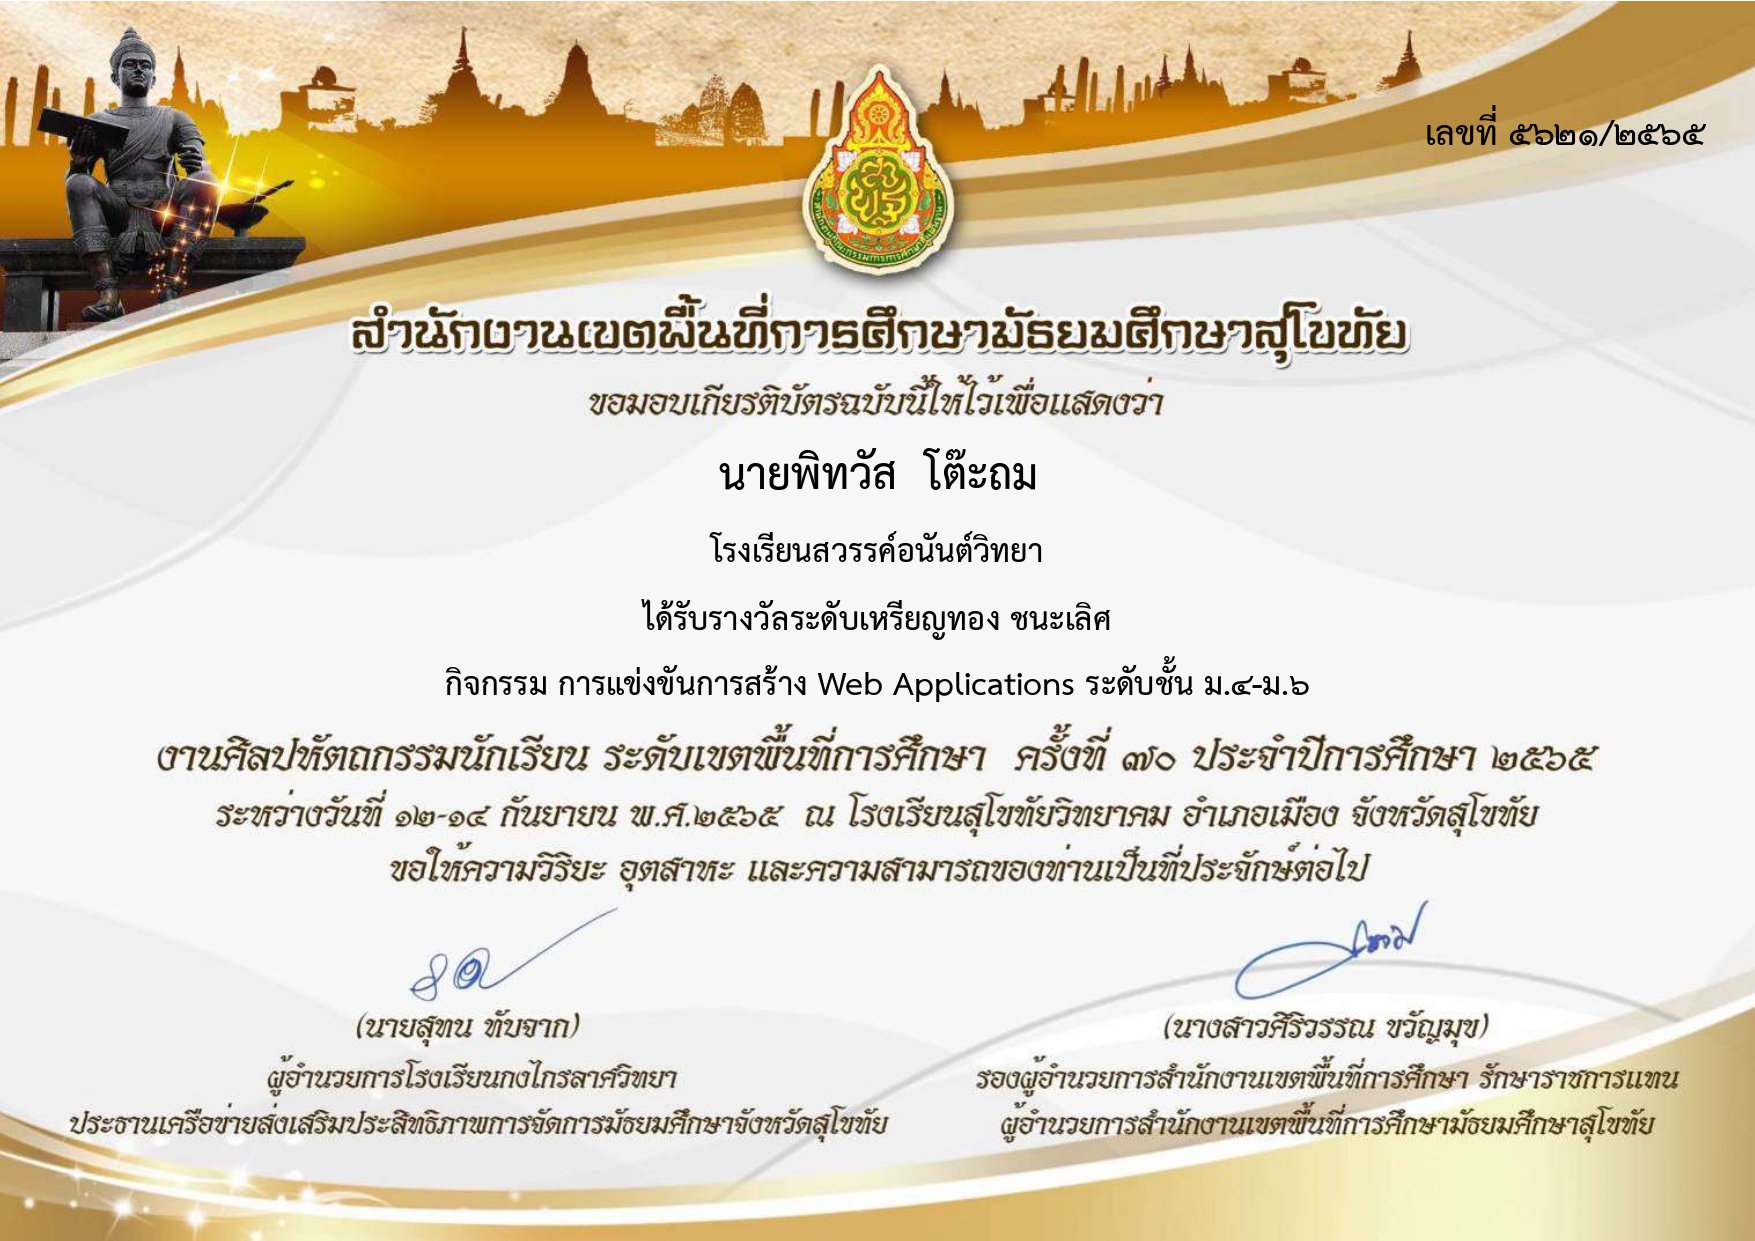 เลขที่ ๕๖๒๑/๒๕๖๕
สำนักงานเขตพื้นที่การศึกษามัธยมศึกษาสุโขทัย
ขอมอบเกียรติบัตรฉบับนี้ให้ไว้เพื่อแสดงว่า
นายพิทวัส โต๊ะถม
โรงเรียนสวรรค์อนันต์วิทยา
ได้รับรางวัลระดับเหรียญทอง ชนะเลิศ
กิจกรรม การแข่งขันการสร้าง Web Applications ระดับชั้น ม.๔-ม.๖
งานศิลปหัตถกรรมนักเรียน ระดับเขตพื้นที่การศึกษา ครั้งที่ ๗๐ ประจำปีการศึกษา ๒๕๖๕
ระหว่างวันที่ ๑๒-๑๔ กันยายน พ.ศ.๒๕๖๕ ณ โรงเรียนสุโขทัยวิทยาคม อำเภอเมือง จังหวัดสุโขทัย
ขอให้ความวิริยะ อุตสาหะ และความสามารถของท่านเป็นที่ประจักษ์ต่อไป
(นายสุทน ทับจาก)
ผู้อำนวยการโรงเรียนกงไกรลาศวิทยา
ประธานเครือข่ายส่งเสริมประสิทธิภาพการจัดการมัธยมศึกษาจังหวัดสุโขทัย
(นางสาวศิริวรรณ ขวัญมุข)
รองผู้อำนวยการสำนักงานเขตพื้นที่การศึกษา รักษาราชการแทน
ผู้อำนวยการสำนักงานเขตพื้นที่การศึกษามัธยมศึกษาสุโขทัย